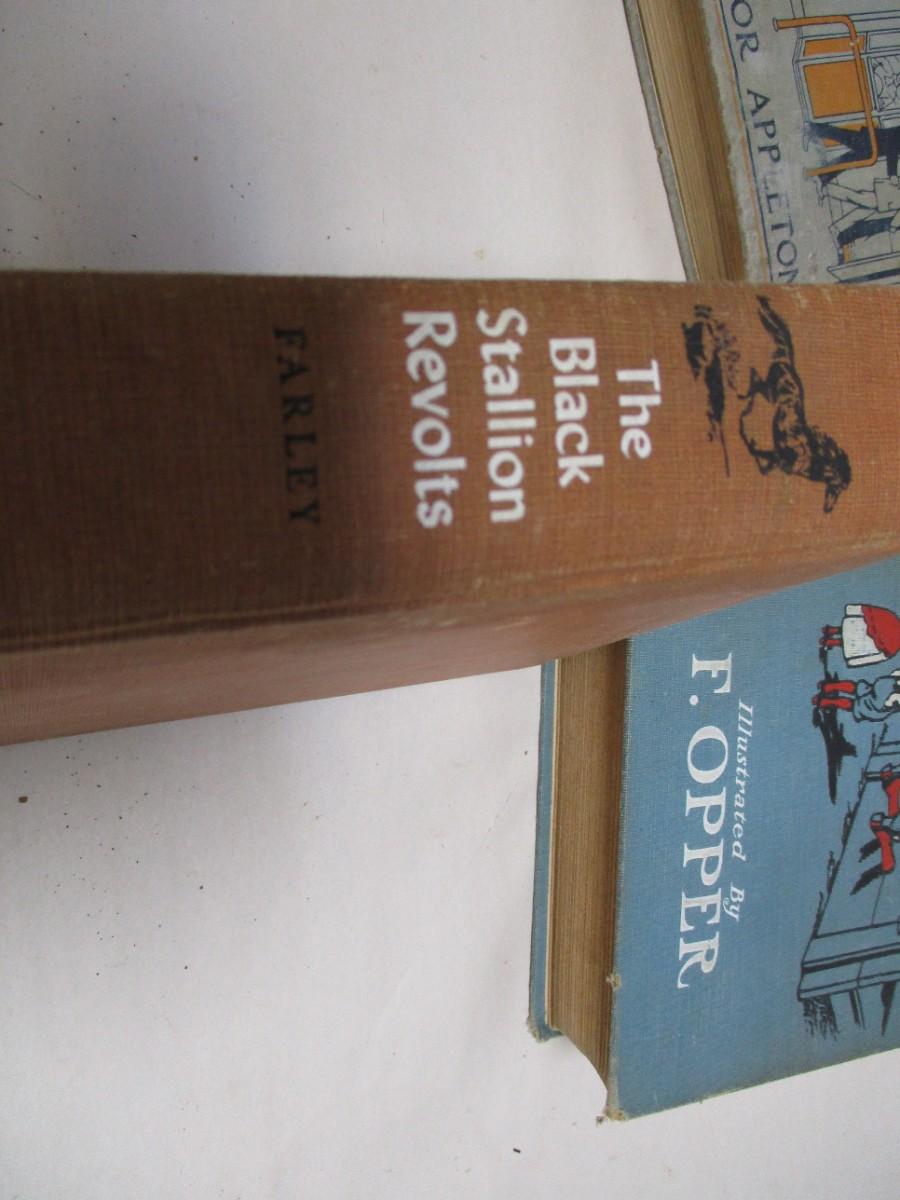 The
Black
Stallion
Revolts
FARLEY
OR APPLETON
Illustrated By
F. OPPER